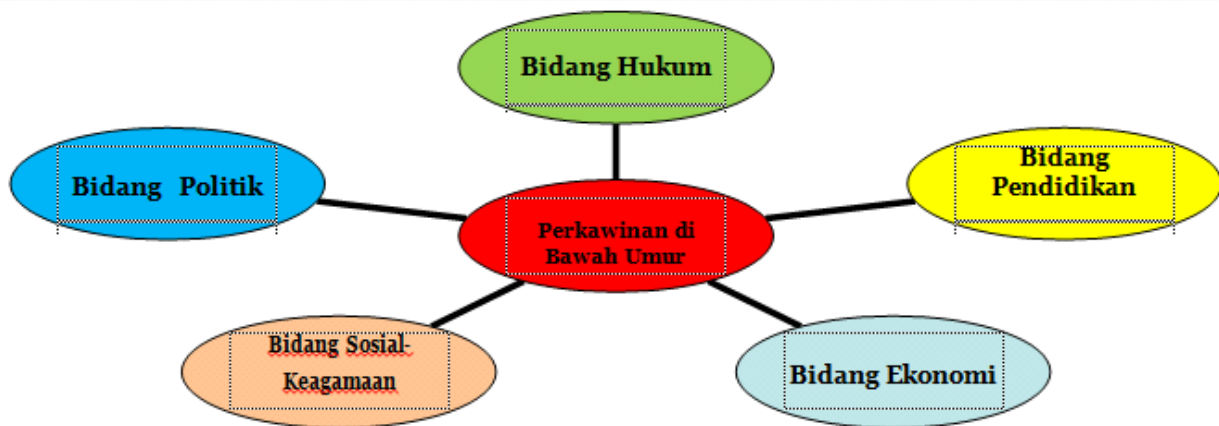 Bidang Hukum
Bidang Politik
Bidang
Pendidikan
Perkawinan di
Bawah Umur
Bidang Sosial-
Keagamaan
Bidang Ekonomi